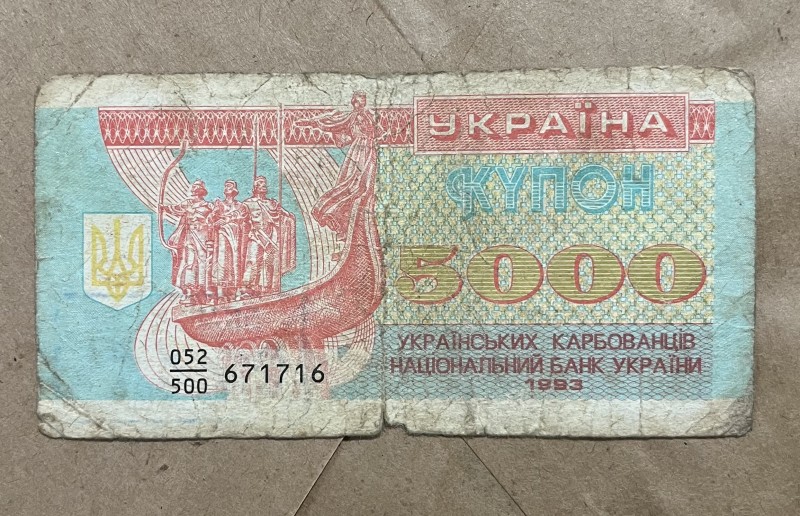 УКРАЇНА
КУПОН
5000
УКРАЇНСЬКИХ КАРБОВАНЦІВ
НАЦІОНАЛЬНИЙ БАНК УКРАЇНИ
1993
052
500 671716